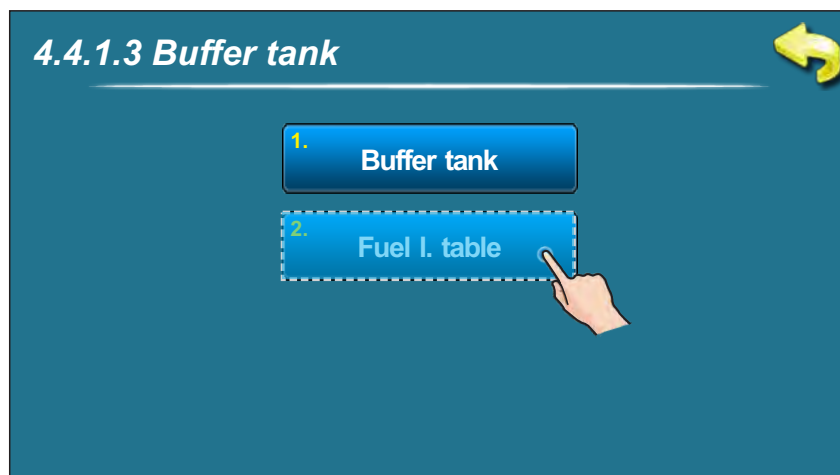 4.4.1.3 Buffer tank
1.
Buffer tank
2.
Fuel l. table